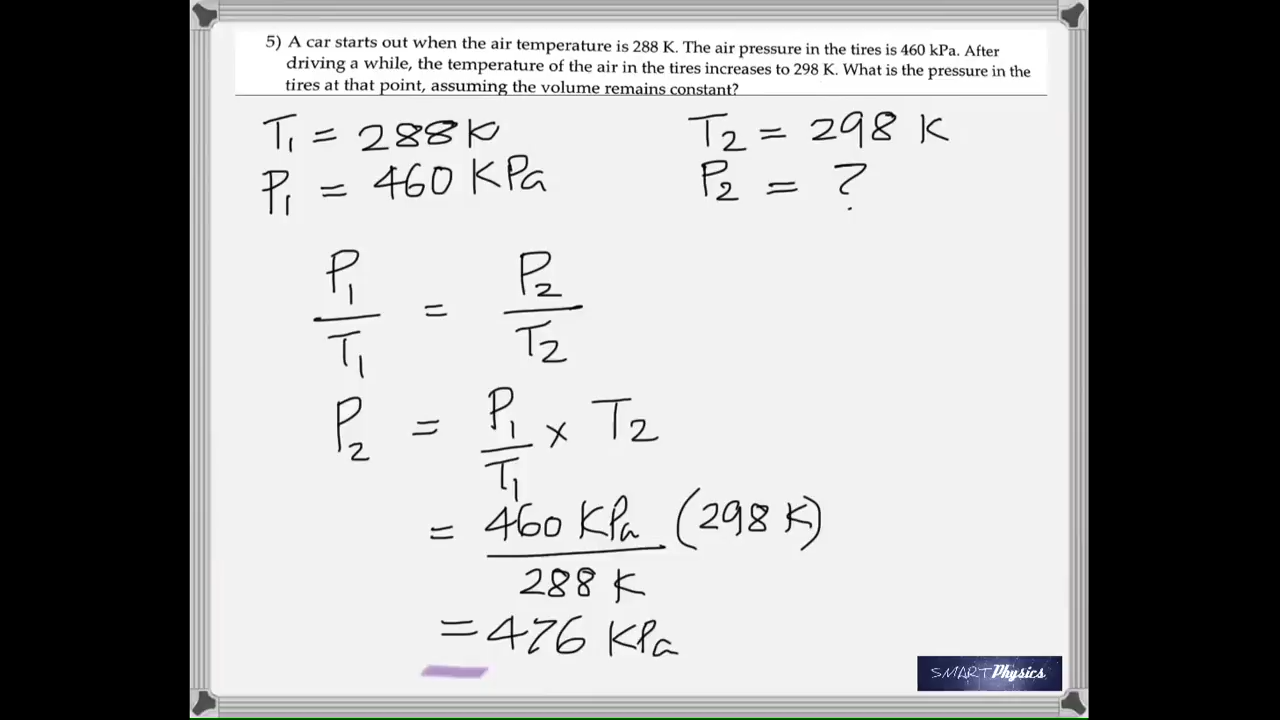 5) A car starts out when the air temperature is 288 K. The air pressure in the tires is 460 kPa. After
driving a while, the temperature of the air in the tires increases to 298 K. What is the pressure in the
tires at that point, assuming the volume remains constant?
T₁ = 288 K
T₂ = 298 K
P₁ = 460 KPa
P₂ = ?
P₁/T₁ = P₂/T₂
P₂ = P₁/T₁ × T₂
= 460 KPa/288 K (298 K)
= 476 KPa
SMART Physics